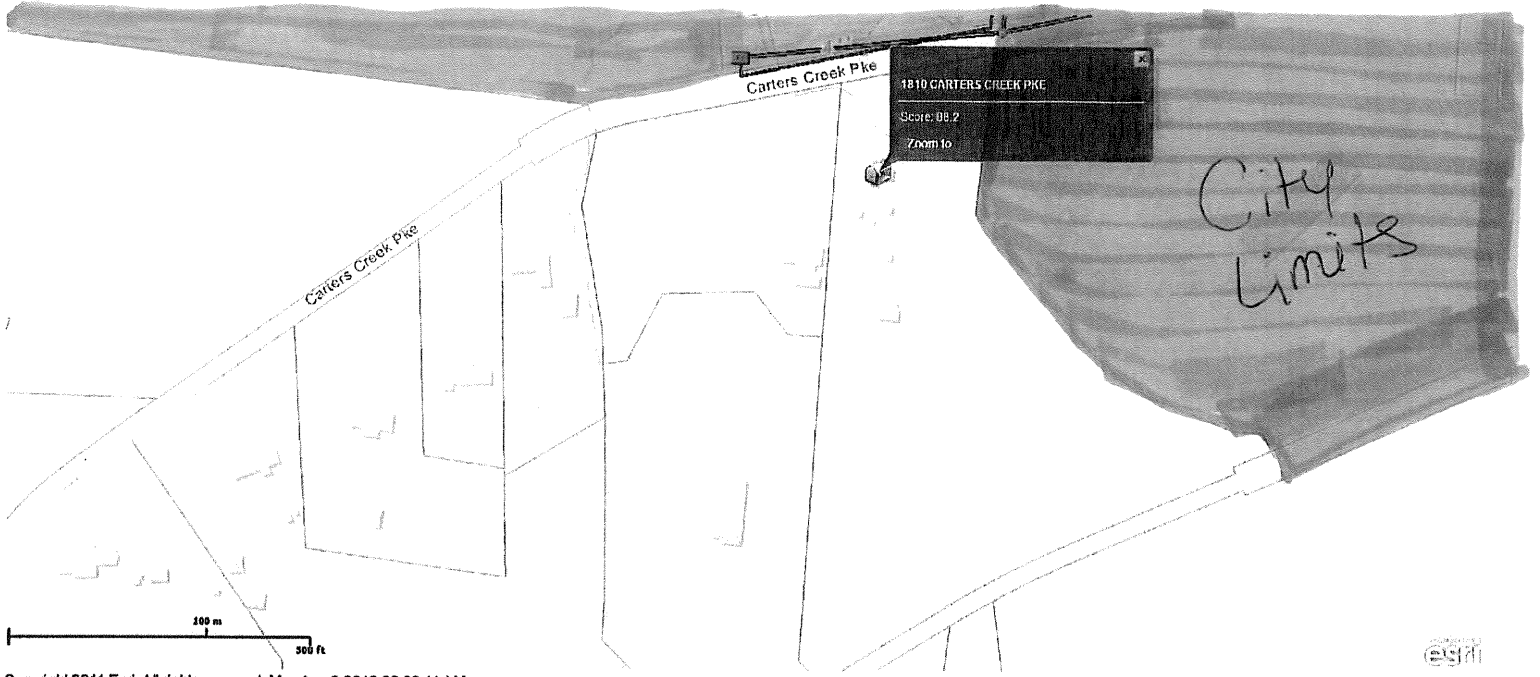 Carters Creek Pke
1810 CARTERS CREEK PKE
Zoom to
City
Limits
Carters Creek Pke
100 m
500 ft
esri